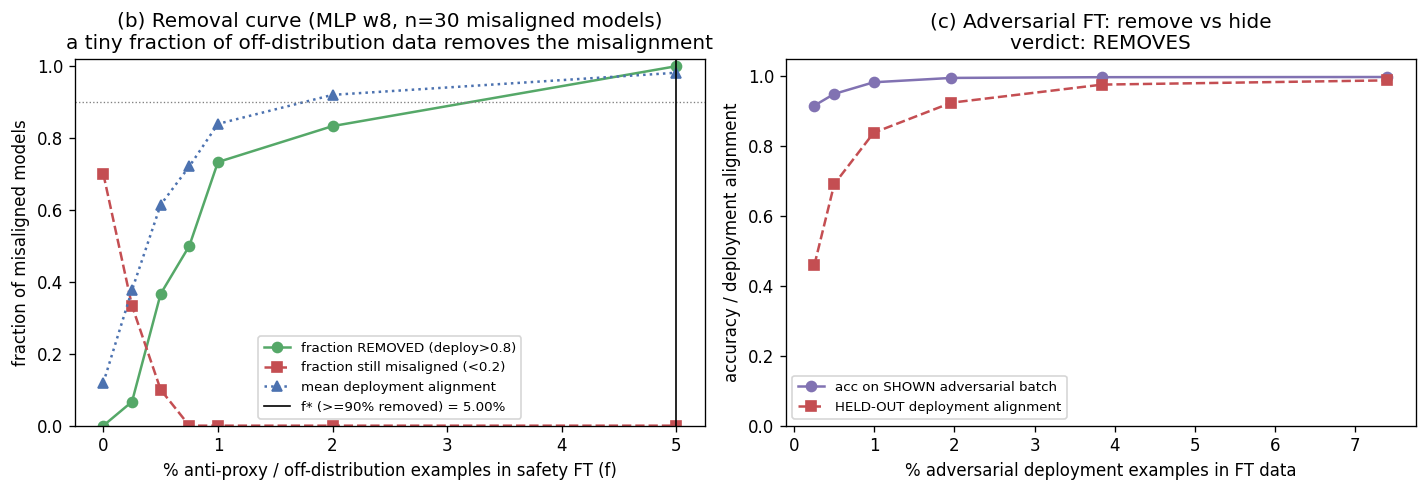 (b) Removal curve (MLP w8, n=30 misaligned models)
a tiny fraction of off-distribution data removes the misalignment
fraction of misaligned models
1.0
0.8
0.6
0.4
0.2
0.0
fraction REMOVED (deploy>0.8)
fraction still misaligned (<0.2)
mean deployment alignment
f* (>=90% removed) = 5.00%
0 1 2 3 4 5
% anti-proxy / off-distribution examples in safety FT (f)
(c) Adversarial FT: remove vs hide
verdict: REMOVES
accuracy / deployment alignment
1.0
0.8
0.6
0.4
0.2
0.0
acc on SHOWN adversarial batch
HELD-OUT deployment alignment
0 1 2 3 4 5 6 7
% adversarial deployment examples in FT data